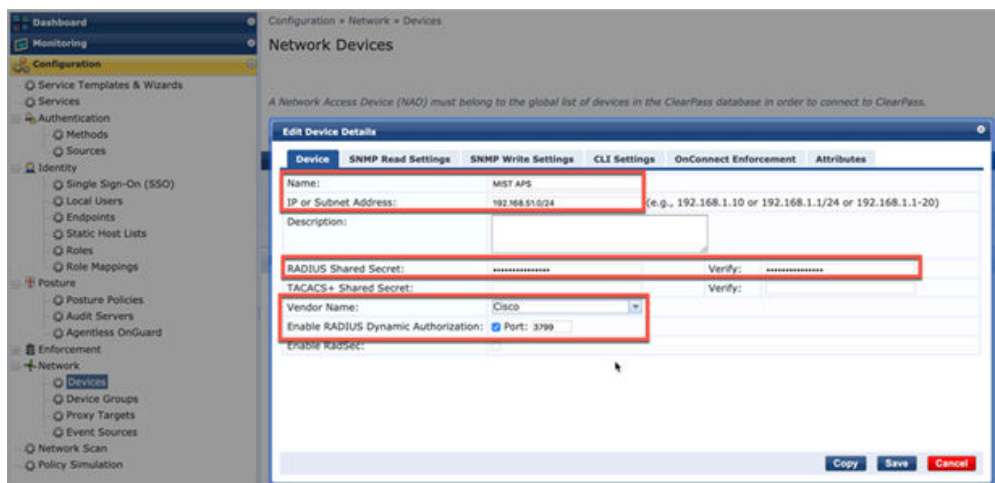 Dashboard
Monitoring
Configuration
Service Templates & Wizards
Services
Authentication
Methods
Sources
Identity
Single Sign-On (SSO)
Local Users
Endpoints
Static Host Lists
Roles
Role Mappings
Posture
Posture Policies
Audit Servers
Agentless OnGuard
Enforcement
Network
Devices
Device Groups
Proxy Targets
Event Sources
Network Scan
Policy Simulation
Configuration » Network » Devices
Network Devices
A Network Access Device (NAD) must belong to the global list of devices in the ClearPass database in order to connect to ClearPass.
Edit Device Details
Device SNMP Read Settings SNMP Write Settings CLI Settings OnConnect Enforcement Attributes
Name: MIST APS
IP or Subnet Address: 192.168.51.0/24 (e.g., 192.168.1.10 or 192.168.1.1/24 or 192.168.1.1-20)
Description:
RADIUS Shared Secret: •••••••••••••••• Verify: ••••••••••••••••
TACACS+ Shared Secret: Verify:
Vendor Name: Cisco
Enable RADIUS Dynamic Authorization: Port: 3799
Enable RadSec:
Copy Save Cancel